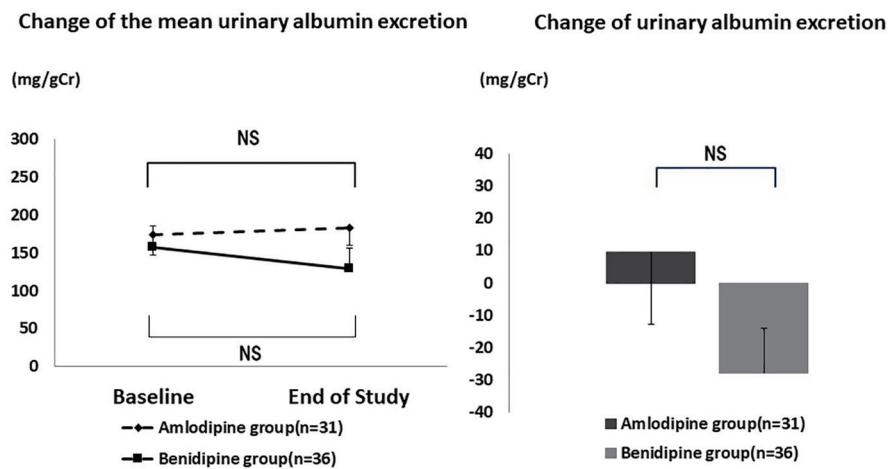 Change of the mean urinary albumin excretion
(mg/gCr)
300
250
200
150
100
50
0
NS
NS
Baseline End of Study
Amlodipine group(n=31)
Benidipine group(n=36)
Change of urinary albumin excretion
(mg/gCr)
40
30
20
10
0
-10
-20
-30
-40
NS
Amlodipine group(n=31)
Benidipine group(n=36)